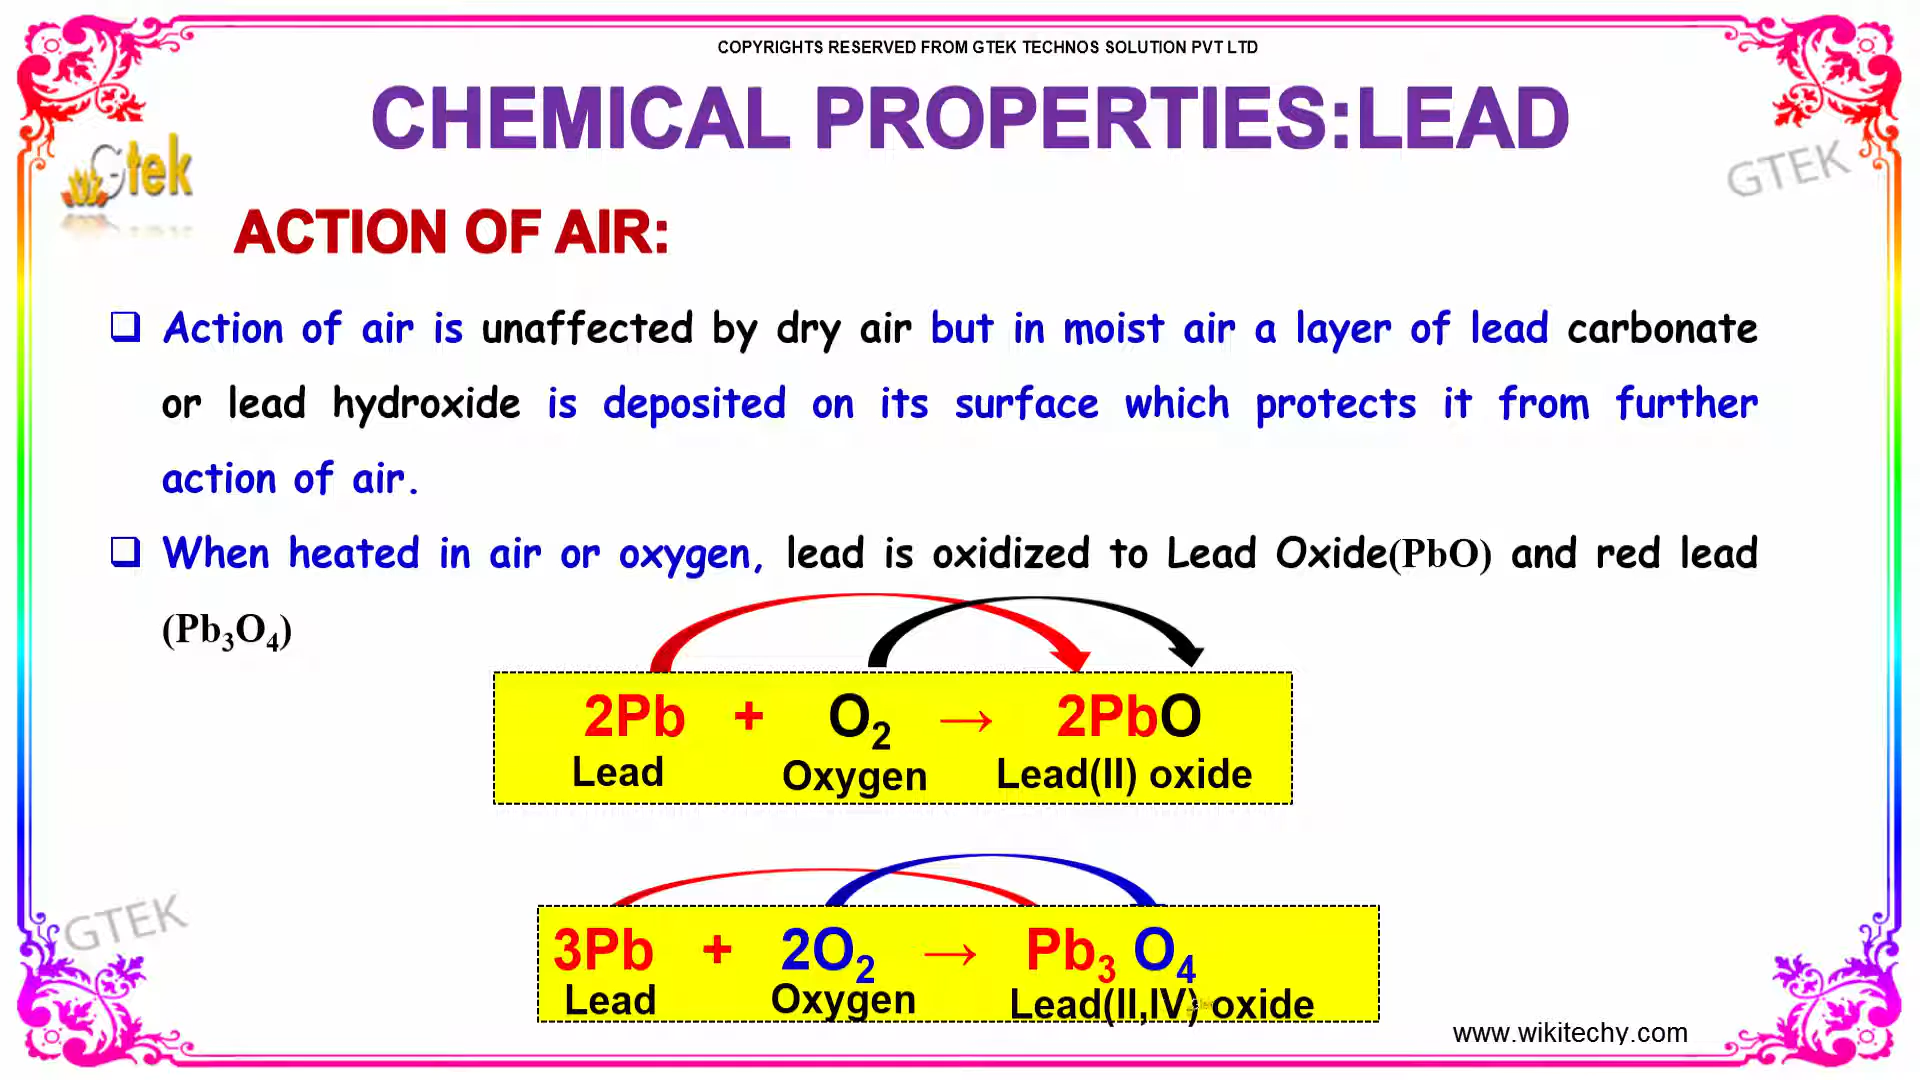 COPYRIGHTS RESERVED FROM GTEK TECHNOS SOLUTION PVT LTD
CHEMICAL PROPERTIES:LEAD
Gtek
GTEK
ACTION OF AIR:
❑ Action of air is unaffected by dry air but in moist air a layer of lead carbonate
or lead hydroxide is deposited on its surface which protects it from further
action of air.
❑ When heated in air or oxygen, lead is oxidized to Lead Oxide(PbO) and red lead
(Pb₃O₄)
2Pb + O₂ → 2PbO
Lead Oxygen Lead(II) oxide
3Pb + 2O₂ → Pb₃ O₄
Lead Oxygen Lead(II,IV) oxide
GTEK
www.wikitechy.com